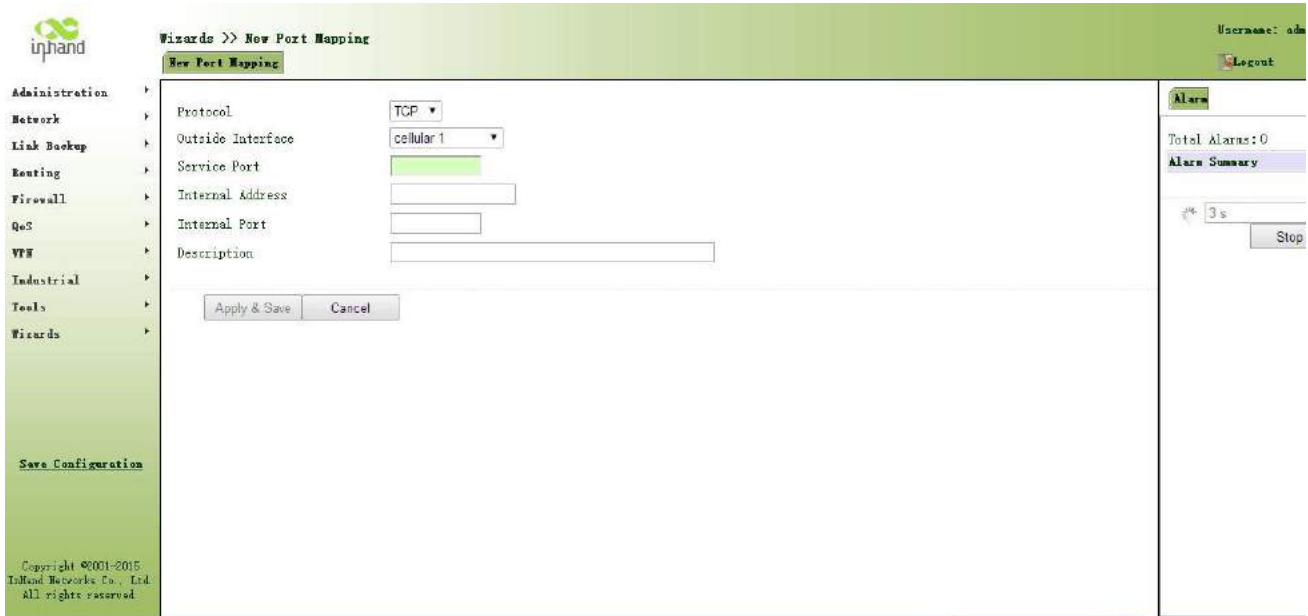 inhand
Wizards >> New Port Mapping
New Port Mapping
Username: adm
Logout
Administration
Network
Link Backup
Routing
Firewall
QoS
VPN
Industrial
Tools
Wizards
Save Configuration
Copyright ©2001-2015
InHand Networks Co., Ltd.
All rights reserved
Protocol TCP
Outside Interface cellular 1
Service Port
Internal Address
Internal Port
Description
Apply & Save Cancel
Alarm
Total Alarms:0
Alarm Summary
3 s
Stop